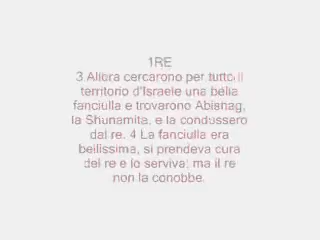 1RE
3 Allora cercarono per tutto il
territorio d'Israele una bella
fanciulla e trovarono Abishag,
la Shunamita, e la condussero
dal re. 4 La fanciulla era
bellissima, si prendeva cura
del re e lo serviva; ma il re
non la conobbe.